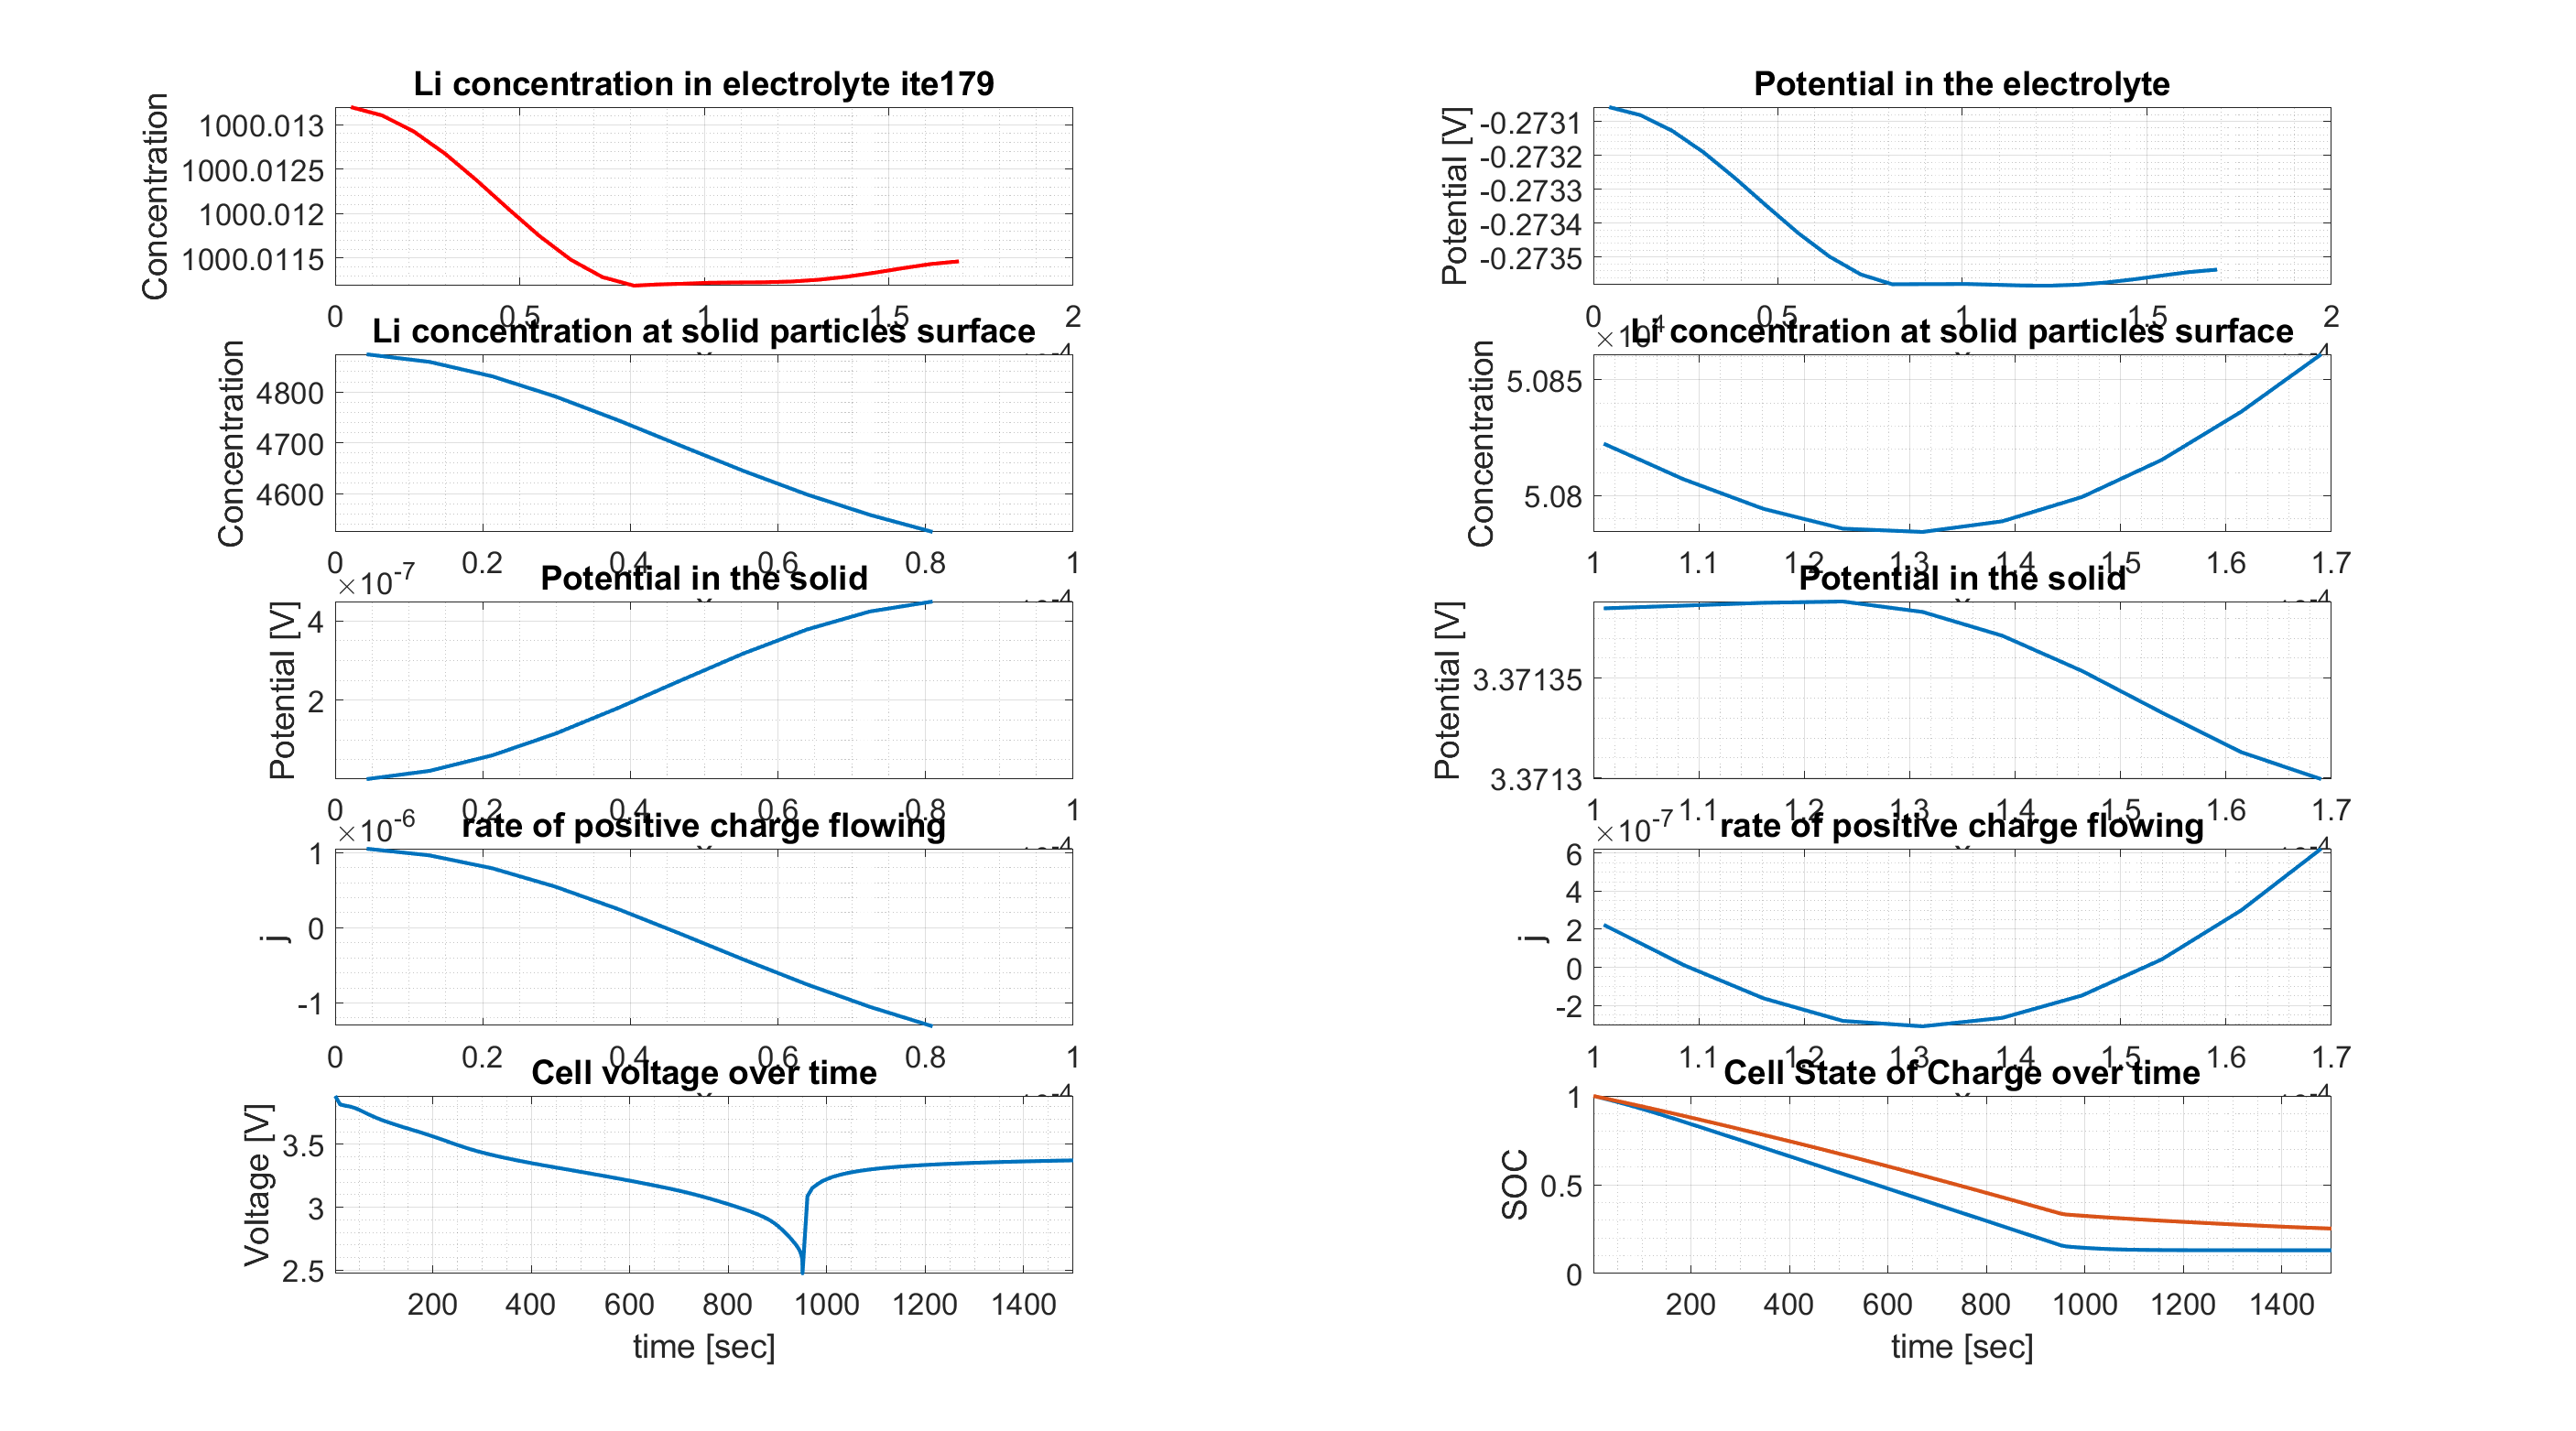 Li concentration in electrolyte ite179
Concentration
1000.013
1000.0125
1000.012
1000.0115
0 0.5 1 1.5 2
Potential in the electrolyte
Potential [V]
-0.2731
-0.2732
-0.2733
-0.2734
-0.2735
0 0.5 1 1.5 2
Li concentration at solid particles surface
Concentration
4800
4700
4600
0 0.2 0.4 0.6 0.8 1
×10^4
Li concentration at solid particles surface
Concentration
5.085
5.08
1 1.1 1.2 1.3 1.4 1.5 1.6 1.7
Potential in the solid
×10^-7
Potential [V]
4
2
0 0.2 0.4 0.6 0.8 1
Potential in the solid
Potential [V]
3.37135
3.3713
1 1.1 1.2 1.3 1.4 1.5 1.6 1.7
rate of positive charge flowing
×10^-6
j
1
0
-1
0 0.2 0.4 0.6 0.8 1
rate of positive charge flowing
×10^-7
j
6
4
2
0
-2
1 1.1 1.2 1.3 1.4 1.5 1.6 1.7
Cell voltage over time
Voltage [V]
3.5
3
2.5
200 400 600 800 1000 1200 1400
time [sec]
Cell State of Charge over time
SOC
1
0.5
0
200 400 600 800 1000 1200 1400
time [sec]